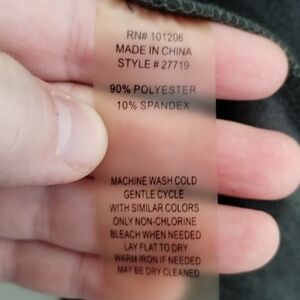 RN# 101206
MADE IN CHINA
STYLE # 27719
90% POLYESTER
10% SPANDEX
MACHINE WASH COLD
GENTLE CYCLE
WITH SIMILAR COLORS
ONLY NON-CHLORINE
BLEACH WHEN NEEDED
LAY FLAT TO DRY
WARM IRON IF NEEDED
MAY BE DRY CLEANED